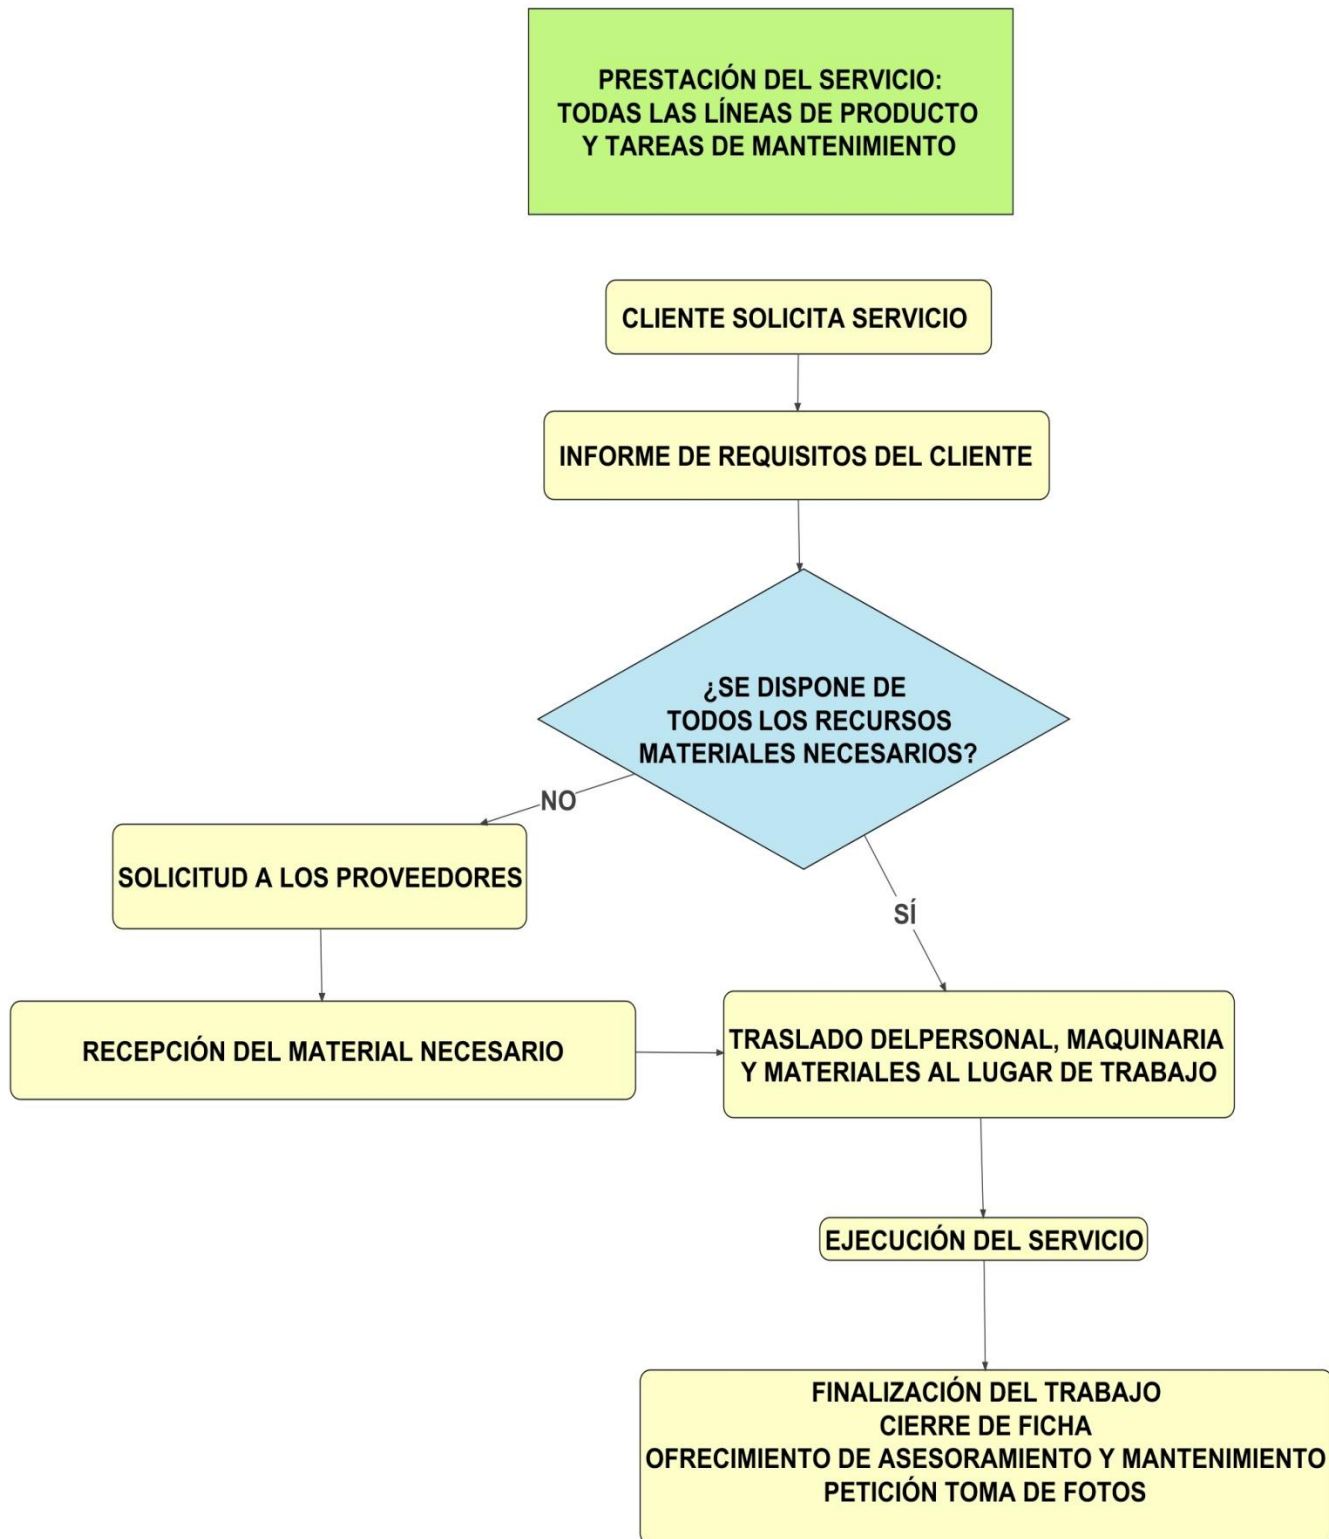 PRESTACIÓN DEL SERVICIO:
TODAS LAS LÍNEAS DE PRODUCTO
Y TAREAS DE MANTENIMIENTO
CLIENTE SOLICITA SERVICIO
INFORME DE REQUISITOS DEL CLIENTE
¿SE DISPONE DE
TODOS LOS RECURSOS
MATERIALES NECESARIOS?
NO
SOLICITUD A LOS PROVEEDORES
SÍ
RECEPCIÓN DEL MATERIAL NECESARIO
TRASLADO DELPERSONAL, MAQUINARIA
Y MATERIALES AL LUGAR DE TRABAJO
EJECUCIÓN DEL SERVICIO
FINALIZACIÓN DEL TRABAJO
CIERRE DE FICHA
OFRECIMIENTO DE ASESORAMIENTO Y MANTENIMIENTO
PETICIÓN TOMA DE FOTOS